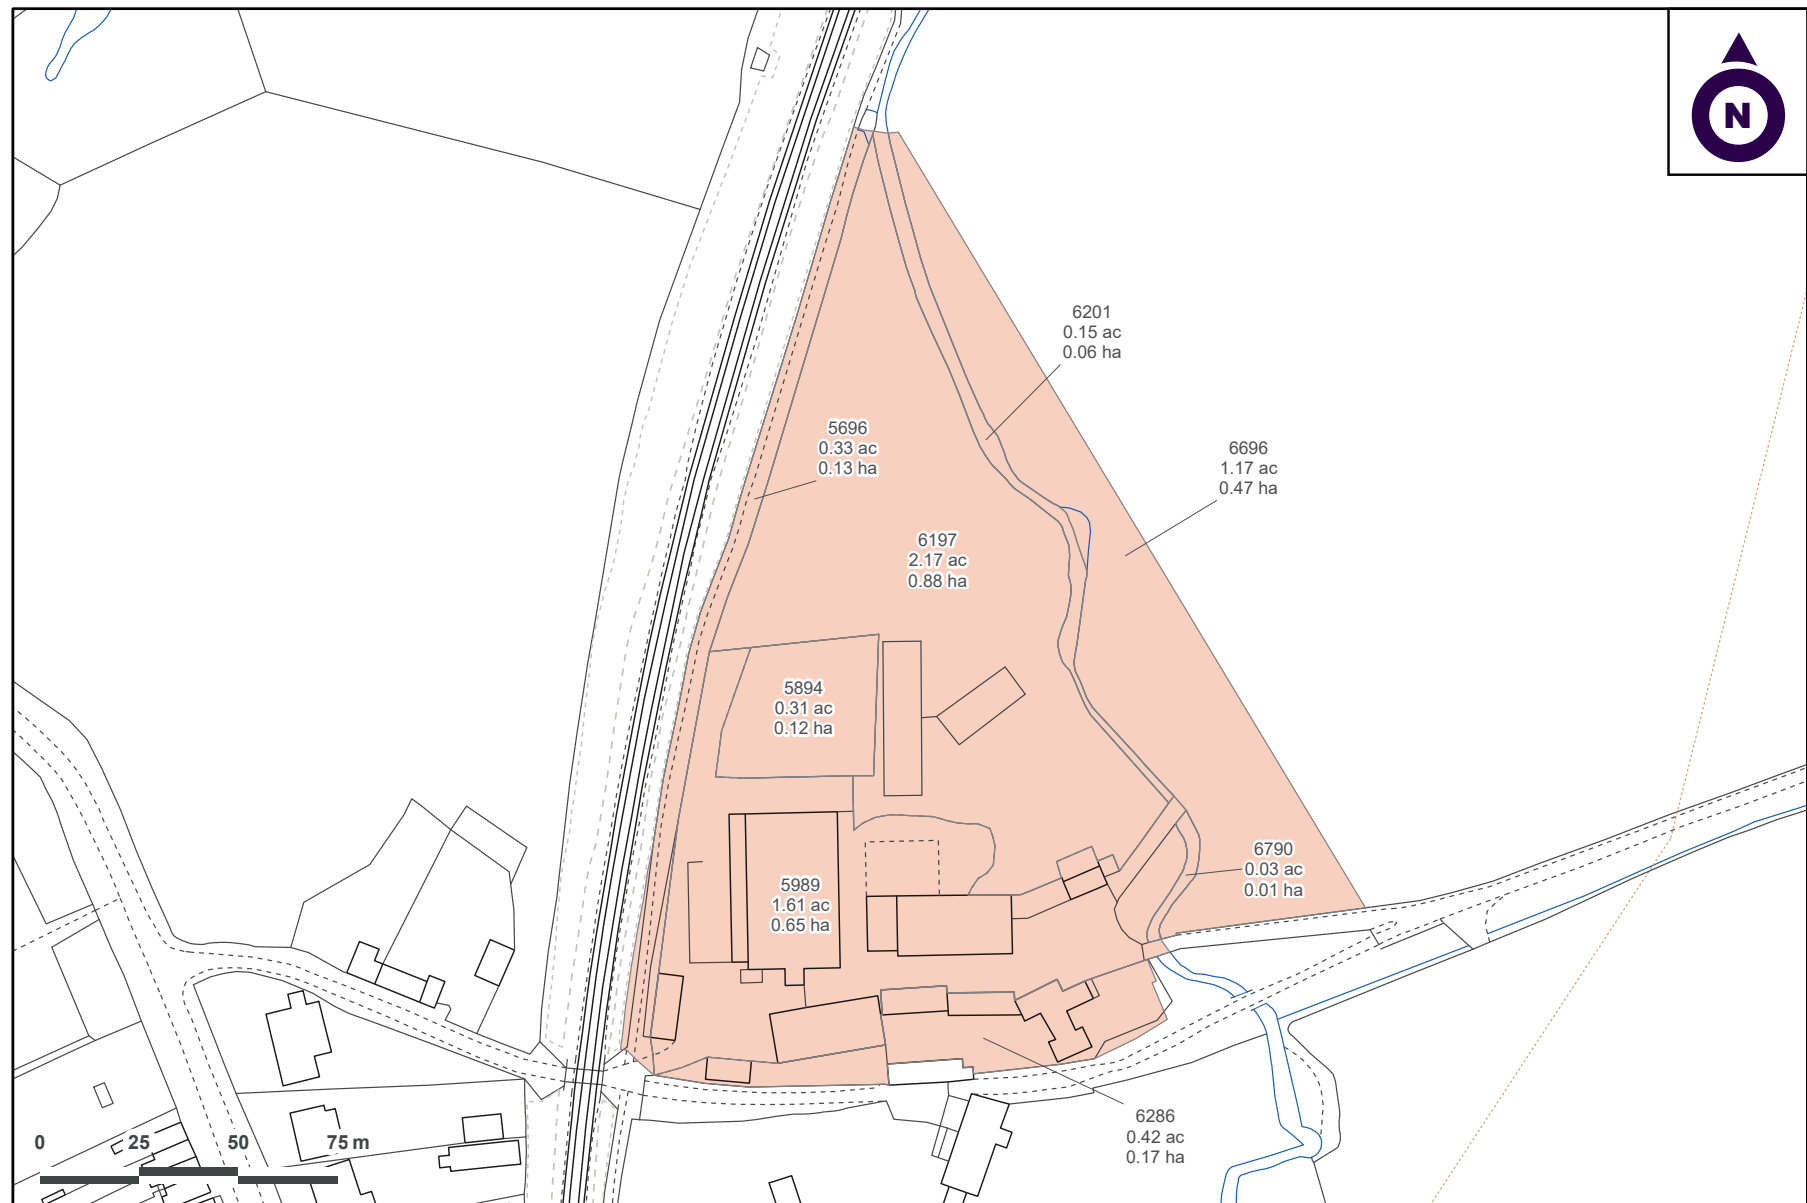 N
6201
0.15 ac
0.06 ha
5696
0.33 ac
0.13 ha
6696
1.17 ac
0.47 ha
6197
2.17 ac
0.88 ha
5894
0.31 ac
0.12 ha
5989
1.61 ac
0.65 ha
6790
0.03 ac
0.01 ha
6286
0.42 ac
0.17 ha
0 25 50 75 m